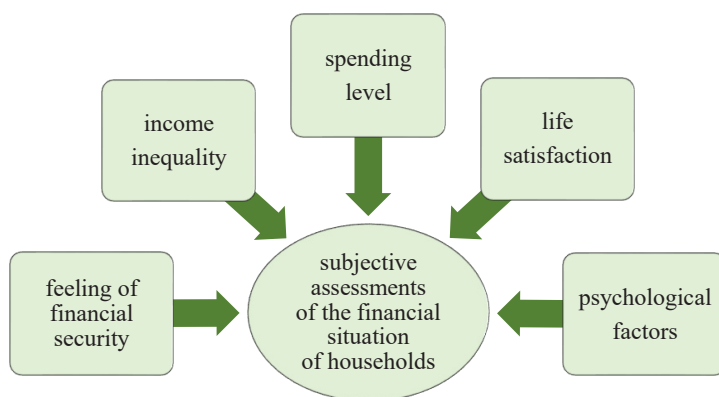 spending
level
income
inequality
life
satisfaction
feeling of
financial
security
subjective
assessments
of the financial
situation
of households
psychological
factors